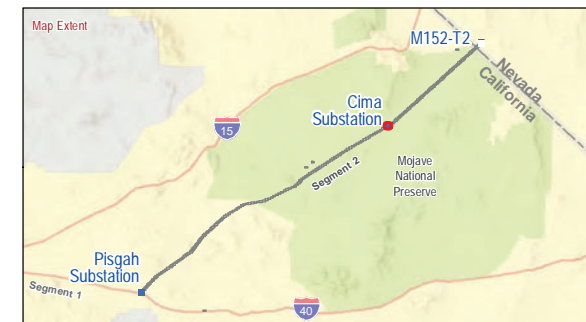 Map Extent
M152-T2
Nevada
California
Cima
Substation
15
Segment 2
Mojave
National
Preserve
Pisgah
Substation
Segment 1
40